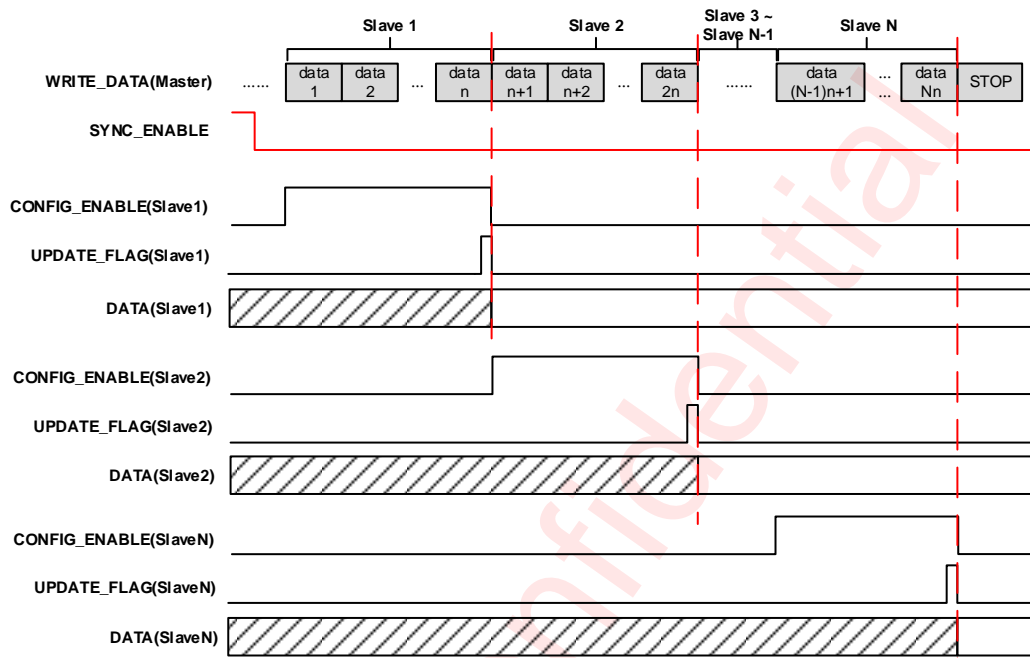 Slave 1
Slave 2
Slave 3 ~
Slave N-1
Slave N
WRITE_DATA(Master)
......
data
1
data
2
...
data
n
data
n+1
data
n+2
...
data
2n
......
data
(N-1)n+1
...
...
data
Nn
STOP
SYNC_ENABLE
CONFIG_ENABLE(Slave1)
UPDATE_FLAG(Slave1)
DATA(Slave1)
CONFIG_ENABLE(Slave2)
UPDATE_FLAG(Slave2)
DATA(Slave2)
CONFIG_ENABLE(SlaveN)
UPDATE_FLAG(SlaveN)
DATA(SlaveN)
nfidential